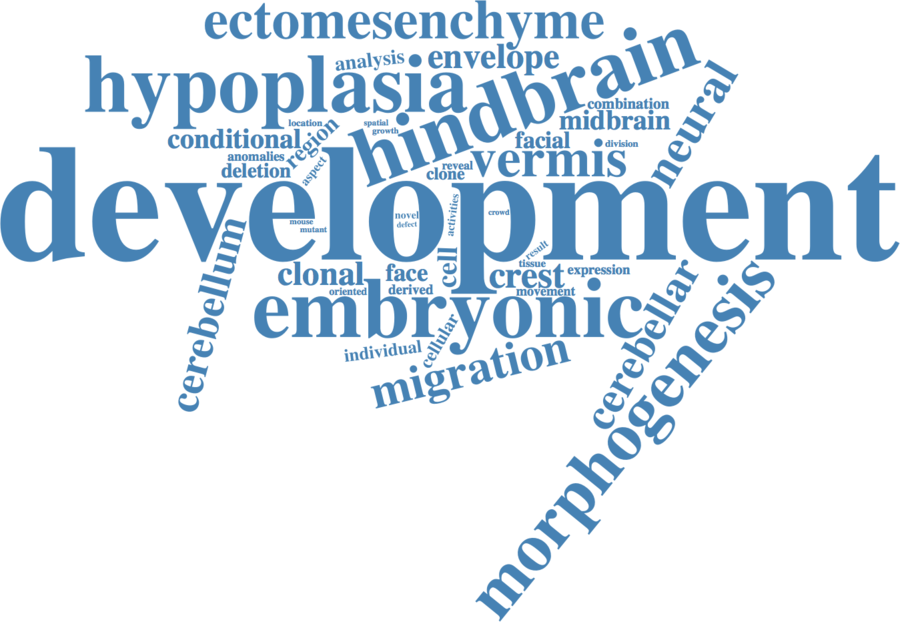 ectomesenchyme
analysis
envelope
hypoplasia
hindbrain
neural
combination
location
spatial
growth
midbrain
conditional
region
facial
division
anomalies
vermis
reveal
clone
deletion
aspect
development
novel
defect
crowd
activities
mouse
mutant
cerebellum
cell
result
tissue
clonal
face
crest
expression
oriented
derived
movement
embryonic
cerebellar
morphogenesis
individual
cellular
migration